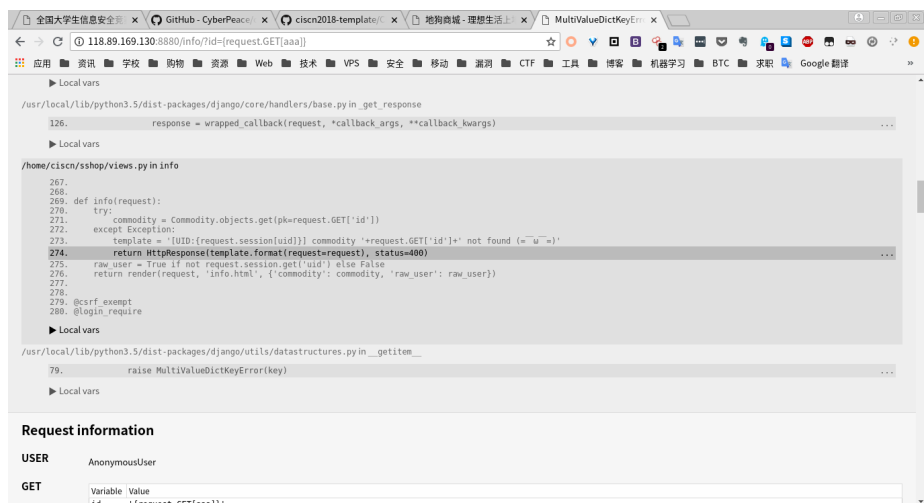 全国大学生信息安全竞
GitHub - CyberPeace/
ciscn2018-template/C
地狗商城 - 理想生活上
MultiValueDictKeyErr
118.89.169.130:8880/info/?id={request.GET[aaa]}
应用 资讯 学校 购物 资源 Web 技术 VPS 安全 移动 漏洞 CTF 工具 博客 机器学习 BTC 求职 Google 翻译 »
▶ Local vars
/usr/local/lib/python3.5/dist-packages/django/core/handlers/base.py in _get_response
126. response = wrapped_callback(request, *callback_args, **callback_kwargs) ...
▶ Local vars
/home/ciscn/sshop/views.py in info
267.
268.
269. def info(request):
270. try:
271. commodity = Commodity.objects.get(pk=request.GET['id'])
272. except Exception:
273. template = '[UID:{request.session[uid]}] commodity '+request.GET['id']+' not found (=¯ω¯=)'
274. return HttpResponse(template.format(request=request), status=400) ...
275. raw_user = True if not request.session.get('uid') else False
276. return render(request, 'info.html', {'commodity': commodity, 'raw_user': raw_user})
277.
278.
279. @csrf_exempt
280. @login_require
▶ Local vars
/usr/local/lib/python3.5/dist-packages/django/utils/datastructures.py in __getitem__
79. raise MultiValueDictKeyError(key) ...
▶ Local vars
Request information
USER
AnonymousUser
GET
Variable Value
id '{request.GET[aaa]}'